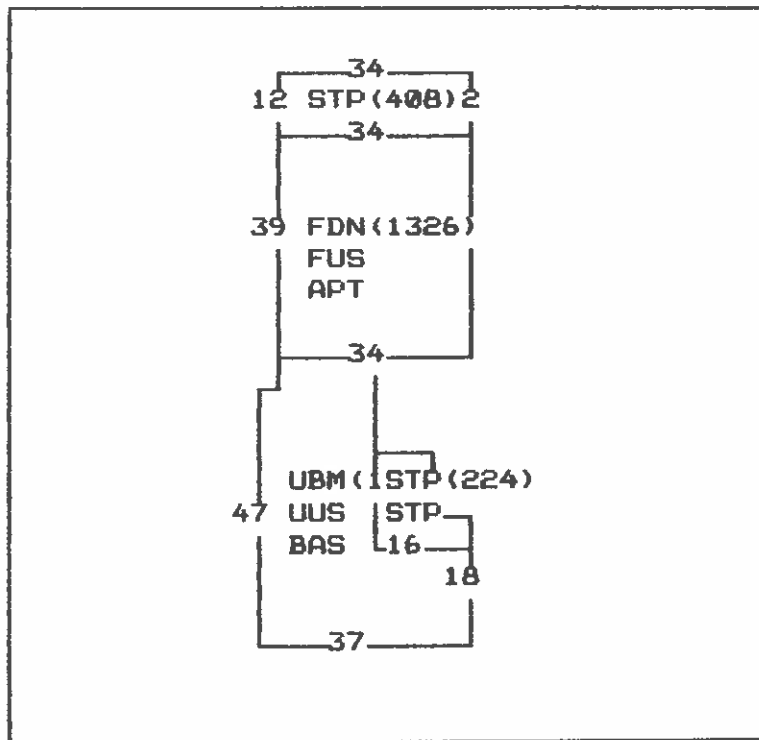 34
12 STP(408)2
34
39 FDN(1326)
FUS
APT
34
UBM(1STP(224)
47 UUS STP
BAS 16
18
37